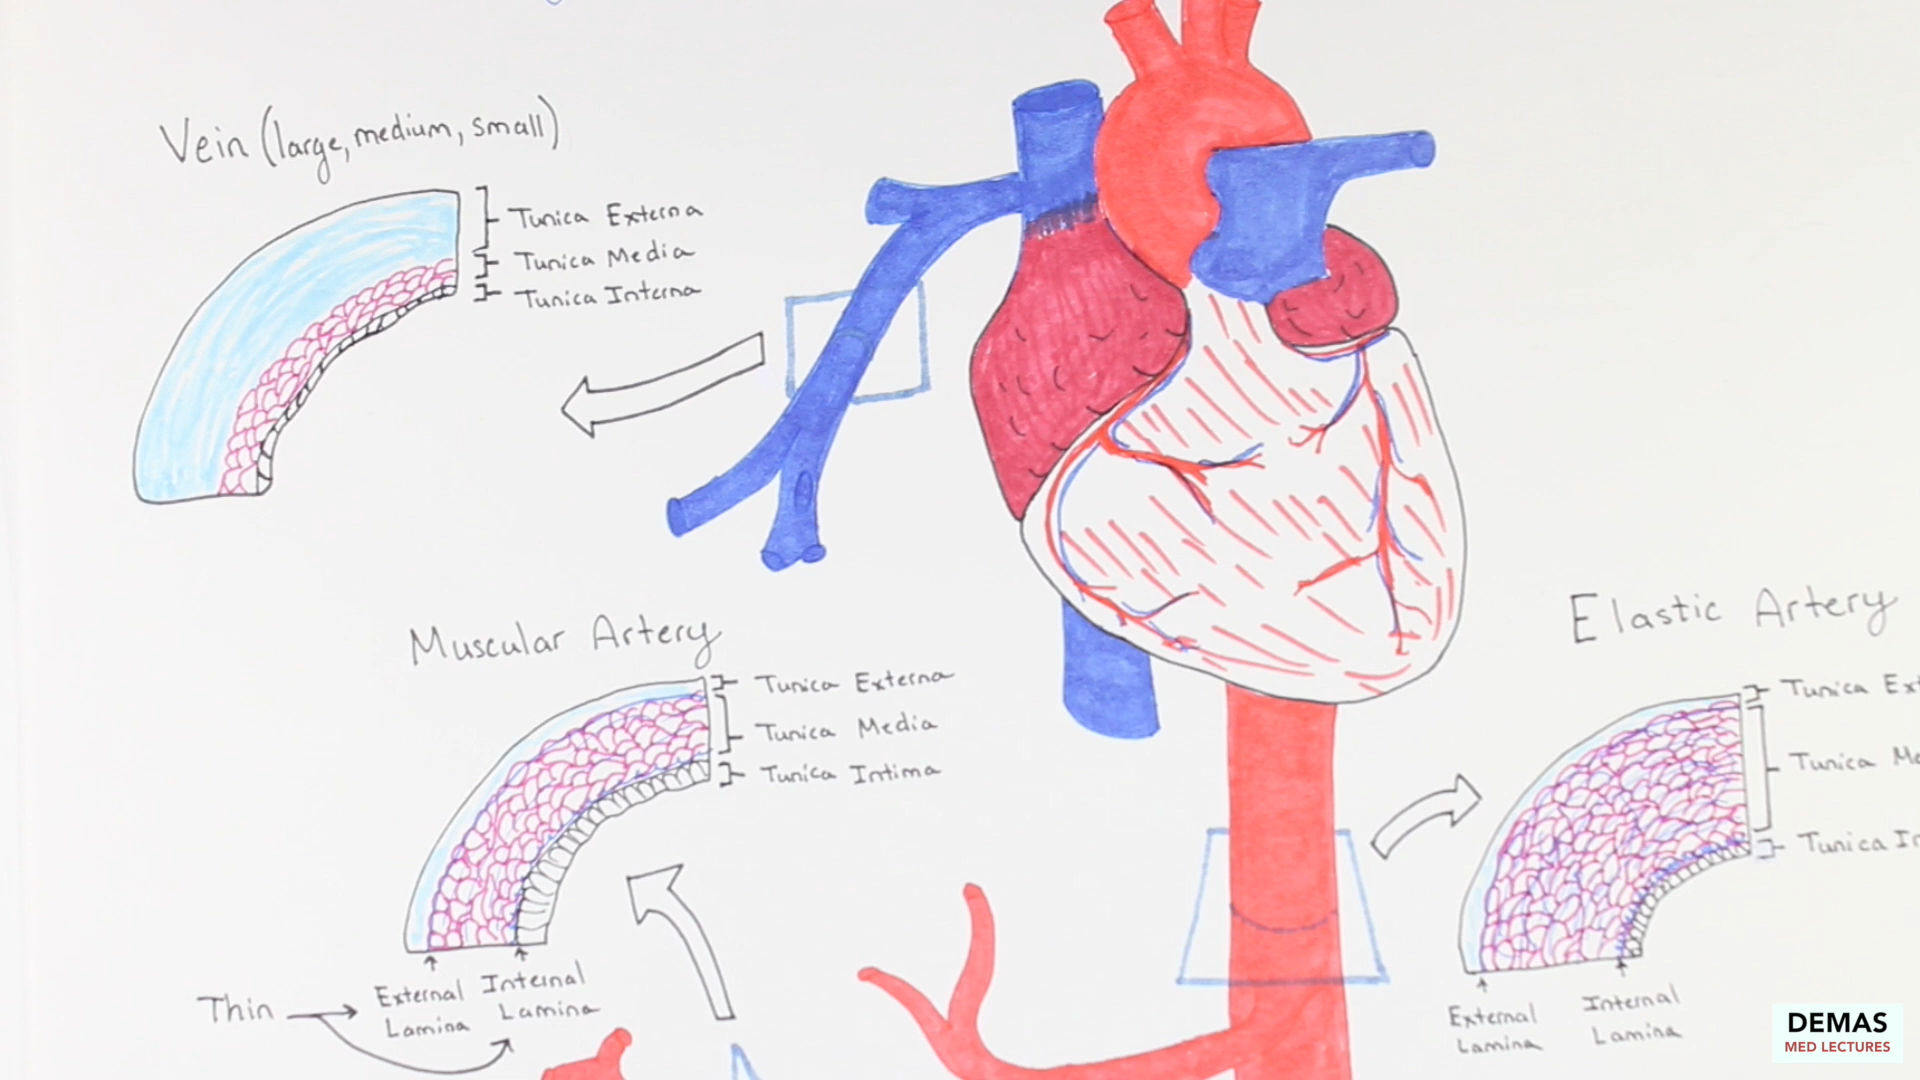 Vein (large, medium, small)
Tunica Externa
Tunica Media
Tunica Interna
Muscular Artery
Tunica Externa
Tunica Media
Tunica Intima
Thin
External
Lamina
Internal
Lamina
Elastic Artery
Tunica Ext
Tunica Me
Tunica In
External
Lamina
Internal
Lamina
DEMAS
MED LECTURES